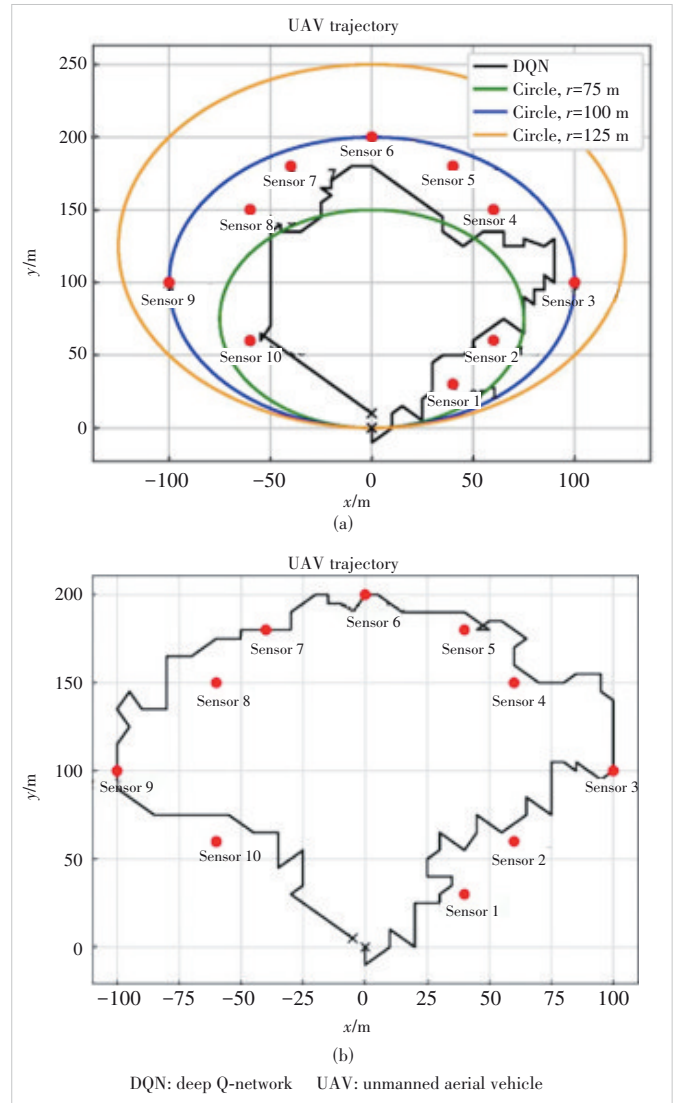 UAV trajectory
250
200
150
100
50
0
y/m
DQN
Circle, r=75 m
Circle, r=100 m
Circle, r=125 m
Sensor 6
Sensor 7
Sensor 5
Sensor 8
Sensor 4
Sensor 9
Sensor 3
Sensor 10
Sensor 2
Sensor 1
−100 −50 0 50 100
x/m
(a)
UAV trajectory
200
150
100
50
0
y/m
Sensor 6
Sensor 7
Sensor 5
Sensor 8
Sensor 4
Sensor 9
Sensor 3
Sensor 10
Sensor 2
Sensor 1
−100 −75 −50 −25 0 25 50 75 100
x/m
(b)
DQN: deep Q-network UAV: unmanned aerial vehicle